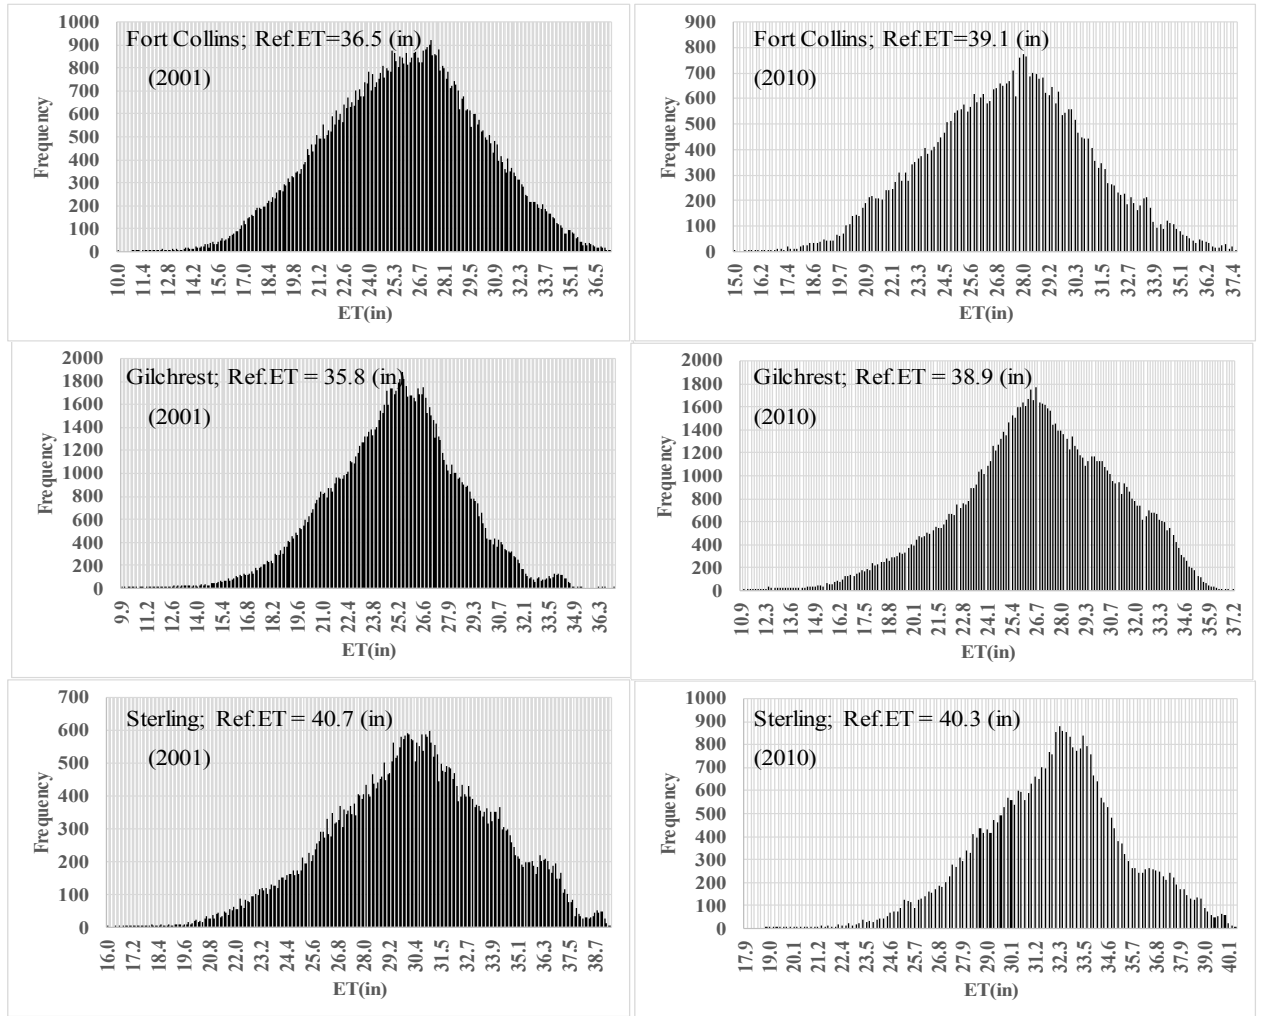 Fort Collins; Ref.ET=36.5 (in)
(2001)
Frequency
1000
900
800
700
600
500
400
300
200
100
0
10.0 11.4 12.8 14.2 15.6 17.0 18.4 19.8 21.2 22.6 24.0 25.3 26.7 28.1 29.5 30.9 32.3 33.7 35.1 36.5
ET(in)
Fort Collins; Ref.ET=39.1 (in)
(2010)
Frequency
900
800
700
600
500
400
300
200
100
0
15.0 16.2 17.4 18.6 19.7 20.9 22.1 23.3 24.5 25.6 26.8 28.0 29.2 30.3 31.5 32.7 33.9 35.1 36.2 37.4
ET(in)
Gilchrest; Ref.ET = 35.8 (in)
(2001)
Frequency
2000
1800
1600
1400
1200
1000
800
600
400
200
0
9.9 11.2 12.6 14.0 15.4 16.8 18.2 19.6 21.0 22.4 23.8 25.2 26.6 27.9 29.3 30.7 32.1 33.5 34.9 36.3
ET(in)
Gilchrest; Ref.ET = 38.9 (in)
(2010)
Frequency
2000
1800
1600
1400
1200
1000
800
600
400
200
0
10.9 12.3 13.6 14.9 16.2 17.5 18.8 20.1 21.5 22.8 24.1 25.4 26.7 28.0 29.3 30.7 32.0 33.3 34.6 35.9 37.2
ET(in)
Sterling; Ref.ET = 40.7 (in)
(2001)
Frequency
700
600
500
400
300
200
100
0
16.0 17.2 18.4 19.6 20.8 22.0 23.2 24.4 25.6 26.8 28.0 29.2 30.4 31.5 32.7 33.9 35.1 36.3 37.5 38.7
ET(in)
Sterling; Ref.ET = 40.3 (in)
(2010)
Frequency
1000
900
800
700
600
500
400
300
200
100
0
17.9 19.0 20.1 21.2 22.4 23.5 24.6 25.7 26.8 27.9 29.0 30.1 31.2 32.3 33.5 34.6 35.7 36.8 37.9 39.0 40.1
ET(in)